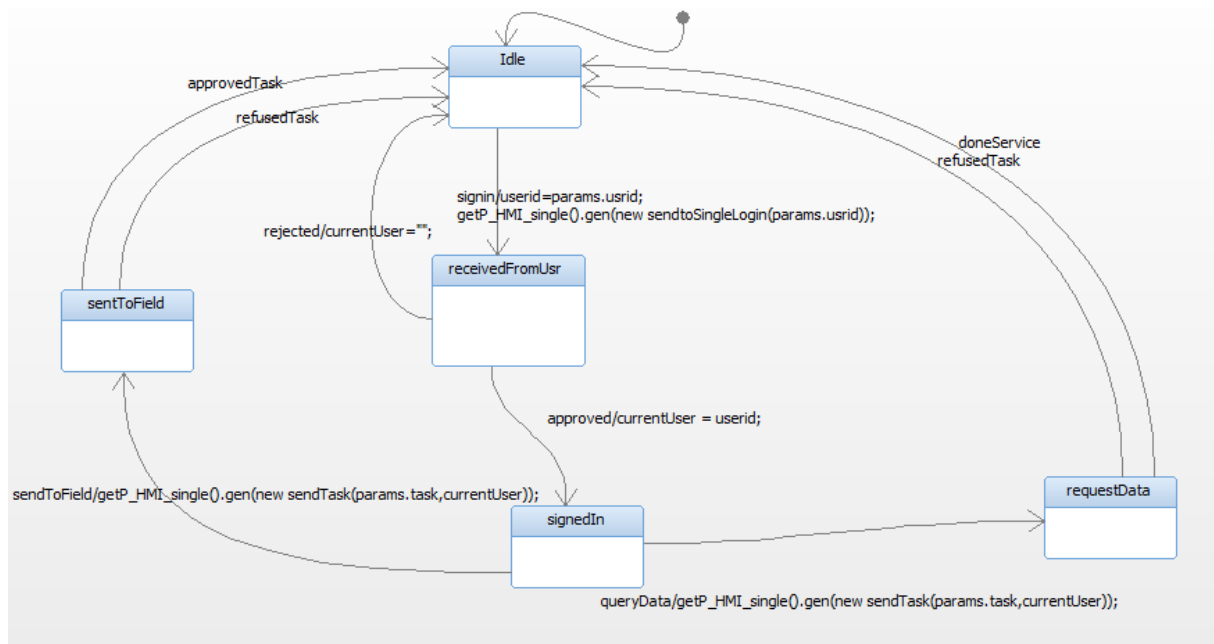 Idle
approvedTask
refusedTask
doneService
refusedTask
signin/userid=params.usrid;
getP_HMI_single().gen(new sendtoSingleLogin(params.usrid));
rejected/currentUser="";
receivedFromUsr
sentToField
approved/currentUser = userid;
sendToField/getP_HMI_single().gen(new sendTask(params.task,currentUser));
requestData
signedIn
queryData/getP_HMI_single().gen(new sendTask(params.task,currentUser));